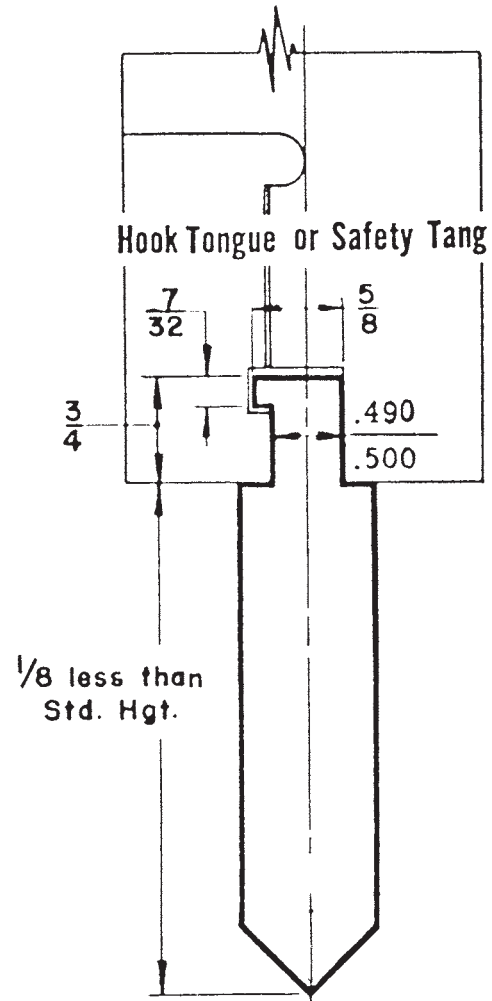 Hook Tongue or Safety Tang
7/32
5/8
3/4
.490
.500
1/8 less than
Std. Hgt.